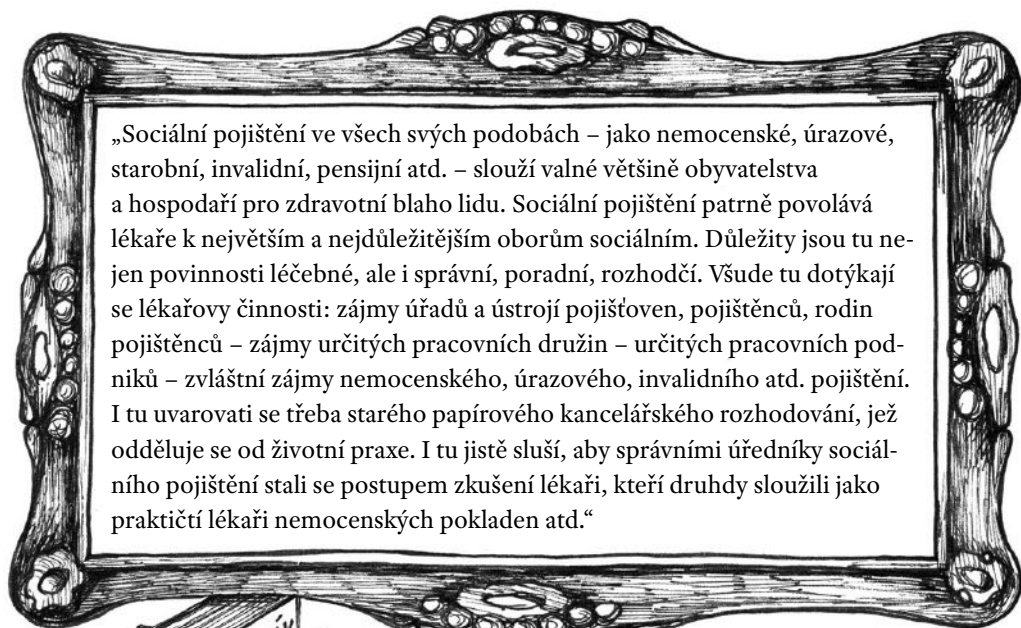 „Sociální pojištění ve všech svých podobách – jako nemocenské, úrazové,
starobní, invalidní, pensijní atd. – slouží valné většině obyvatelstva
a hospodaří pro zdravotní blaho lidu. Sociální pojištění patrně povolává
lékaře k největším a nejdůležitějším oborům sociálním. Důležity jsou tu ne-
jen povinnosti léčebné, ale i správní, poradní, rozhodčí. Všude tu dotýkají
se lékařovy činnosti: zájmy úřadů a ústrojí pojišťoven, pojištěnců, rodin
pojištěnců – zájmy určitých pracovních družin – určitých pracovních pod-
niků – zvláštní zájmy nemocenského, úrazového, invalidního atd. pojištění.
I tu uvarovati se třeba starého papírového kancelářského rozhodování, jež
odděluje se od životní praxe. I tu jistě sluší, aby správními úředníky sociál-
ního pojištění stali se postupem zkušení lékaři, kteří druhdy sloužili jako
praktičtí lékaři nemocenských pokladen atd.“